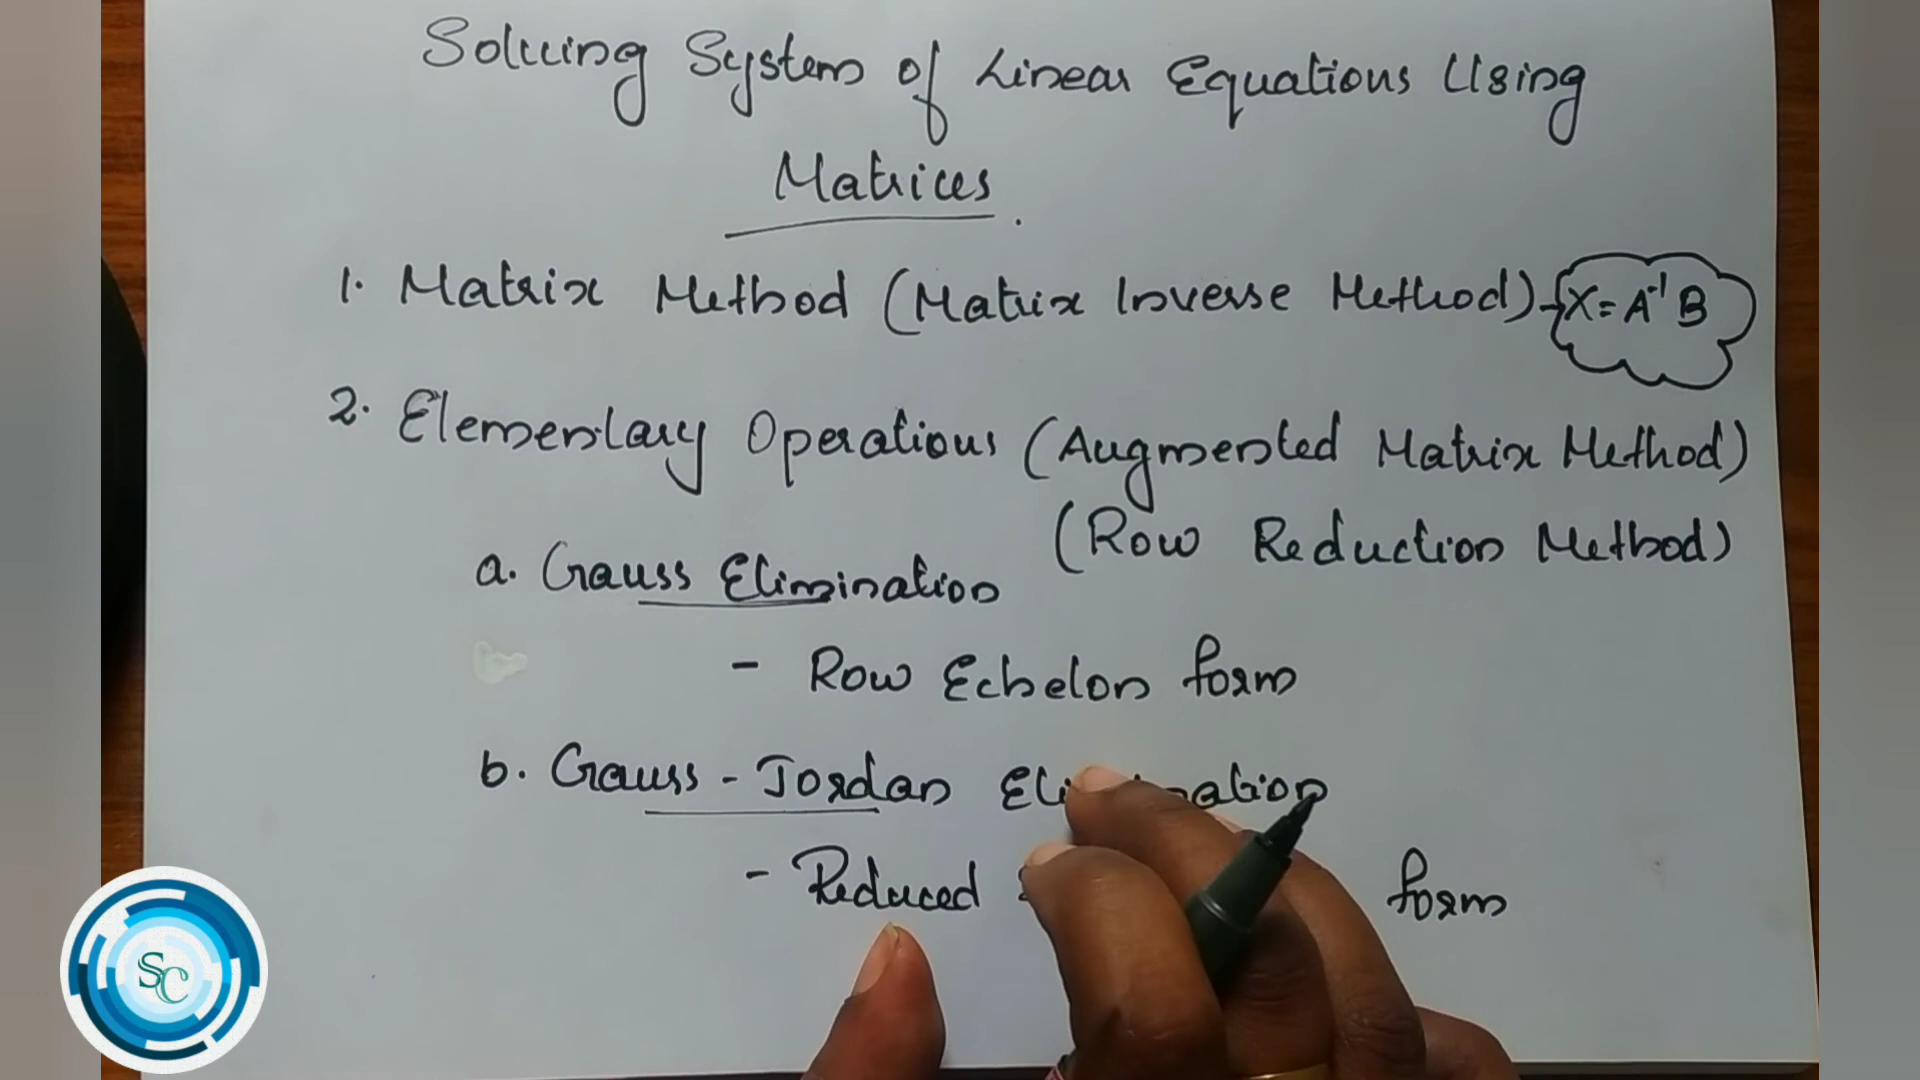 Solving System of Linear Equations Using
Matrices.
1. Matrix Method (Matrix Inverse Method) - X = A⁻¹ B
2. Elementary Operations (Augmented Matrix Method)
(Row Reduction Method)
a. Gauss Elimination
- Row Echelon form
b. Gauss - Jordan
- Reduced form
SC